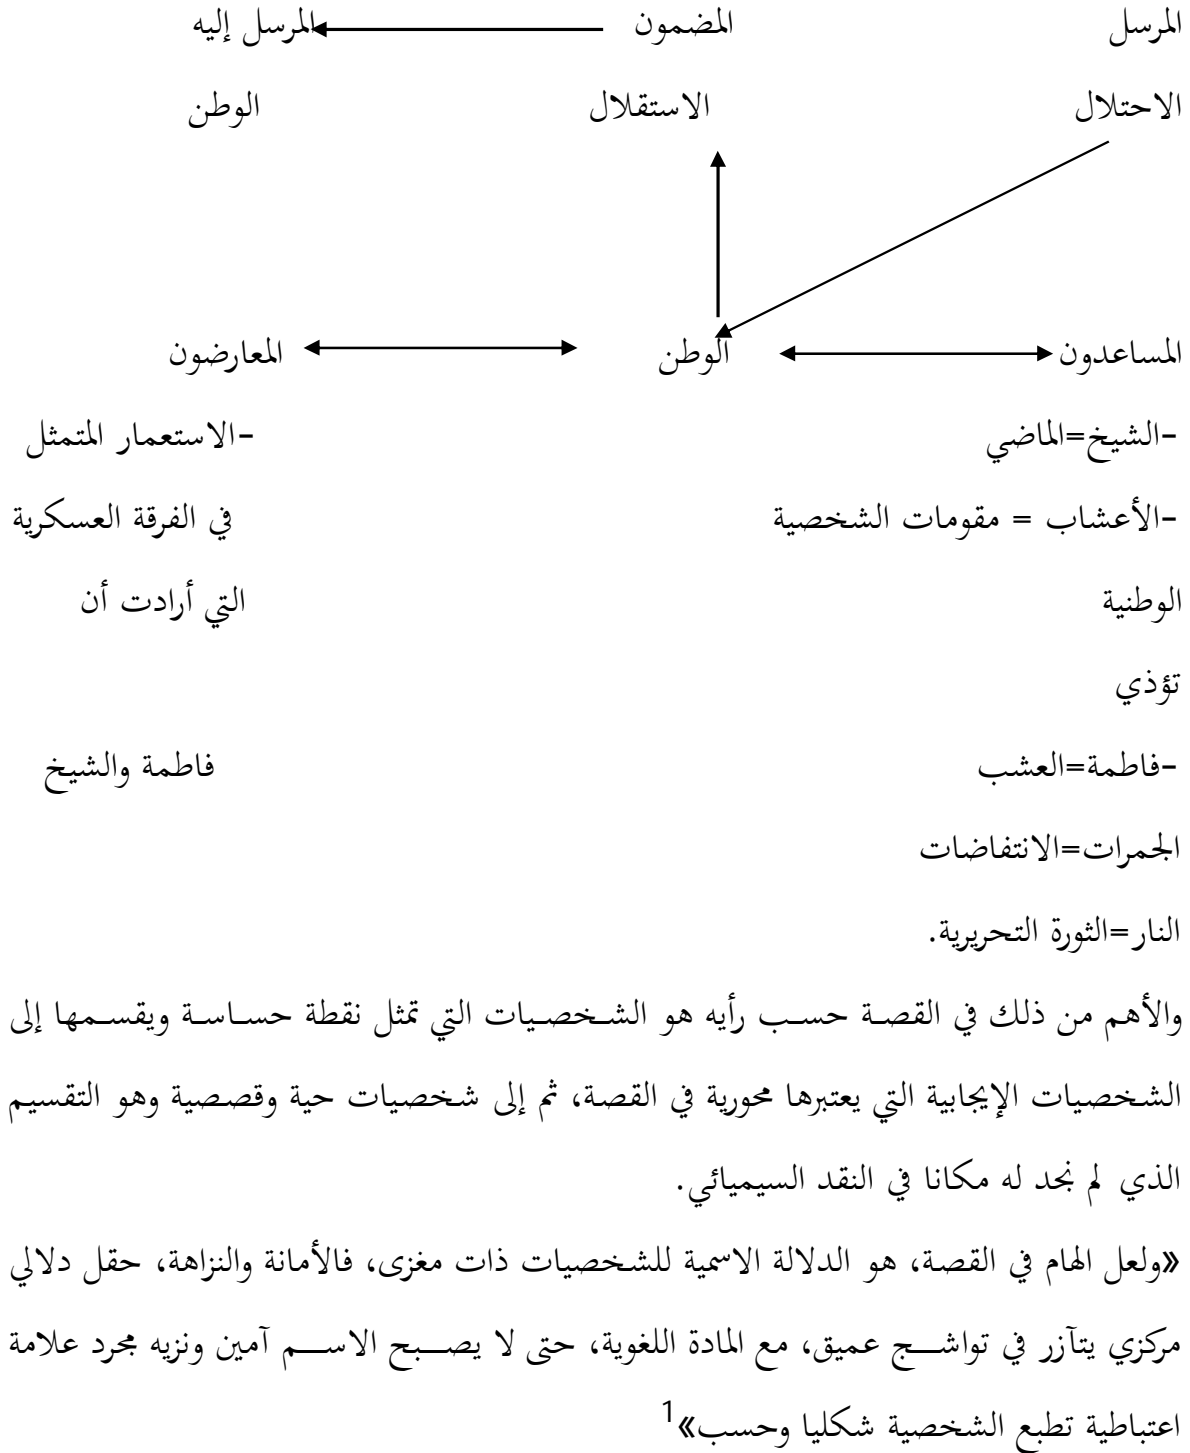 المرسل المضمون المرسل إليه
الاحتلال الاستقلال الوطن
المساعدون الوطن المعارضون
-الشيخ=الماضي -الاستعمار المتمثل
-الأعشاب = مقومات الشخصية في الفرقة العسكرية
الوطنية التي أرادت أن
تؤذي
-فاطمة=العشب فاطمة والشيخ
الجمرات=الانتفاضات
النار=الثورة التحريرية.
والأهم من ذلك في القصة حسب رأيه هو الشخصيات التي تمثل نقطة حساسة ويقسمها إلى
الشخصيات الإيجابية التي يعتبرها محورية في القصة، ثم إلى شخصيات حية وقصصية وهو التقسيم
الذي لم نجد له مكانا في النقد السيميائي.
«ولعل الهام في القصة، هو الدلالة الاسمية للشخصيات ذات مغزى، فالأمانة والنزاهة، حقل دلالي
مركزي يتآزر في تواشج عميق، مع المادة اللغوية، حتى لا يصبح الاسم آمين ونزيه مجرد علامة
اعتباطية تطبع الشخصية شكليا وحسب»1